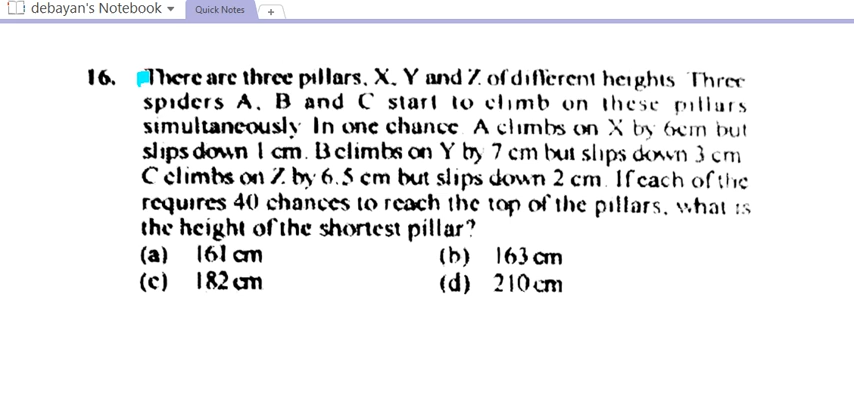 debayan's Notebook
Quick Notes
+
16. There are three pillars, X, Y and Z of different heights Three
spiders A, B and C start to climb on these pillars
simultaneously In one chance A climbs on X by 6cm but
slips down 1 cm. B climbs on Y by 7 cm but slips down 3 cm
C climbs on Z by 6.5 cm but slips down 2 cm. If each of the
requires 40 chances to reach the top of the pillars, what is
the height of the shortest pillar?
(a) 161 cm (b) 163 cm
(c) 182 cm (d) 210 cm